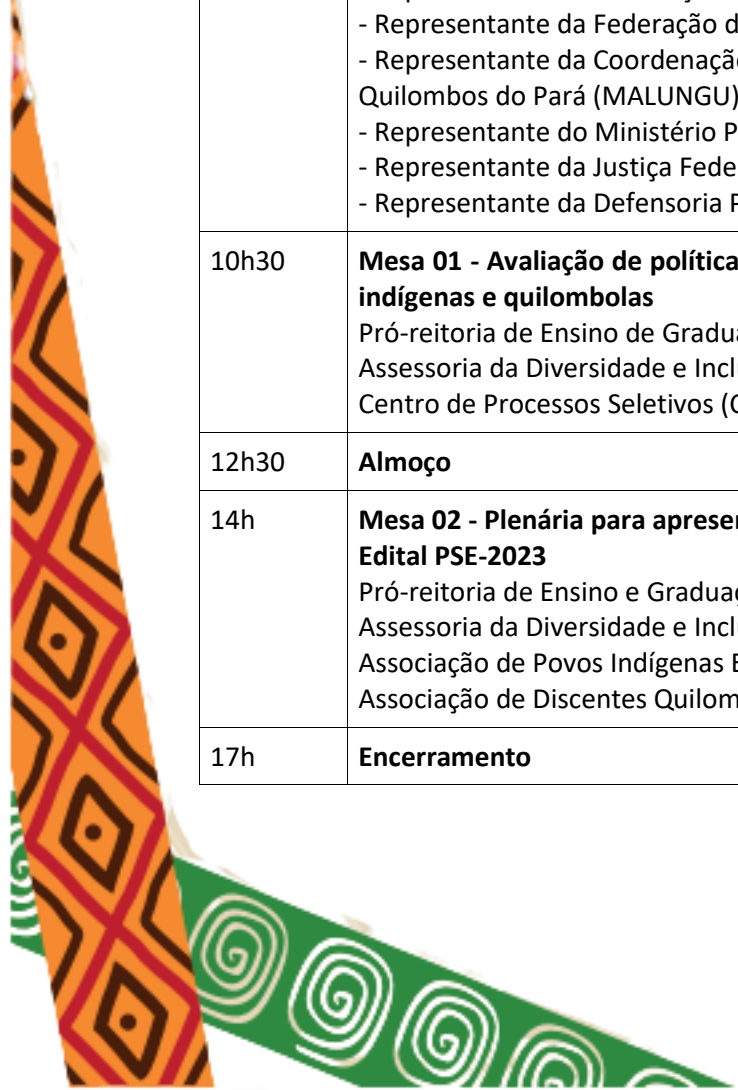 - Representante da Federação d
- Representante da Coordenaçã
Quilombos do Pará (MALUNGU)
- Representante do Ministério P
- Representante da Justiça Fede
- Representante da Defensoria P
10h30
Mesa 01 - Avaliação de política
indígenas e quilombolas
Pró-reitoria de Ensino de Gradu
Assessoria da Diversidade e Incl
Centro de Processos Seletivos (
12h30
Almoço
14h
Mesa 02 - Plenária para aprese
Edital PSE-2023
Pró-reitoria de Ensino e Gradua
Assessoria da Diversidade e Incl
Associação de Povos Indígenas E
Associação de Discentes Quilom
17h
Encerramento